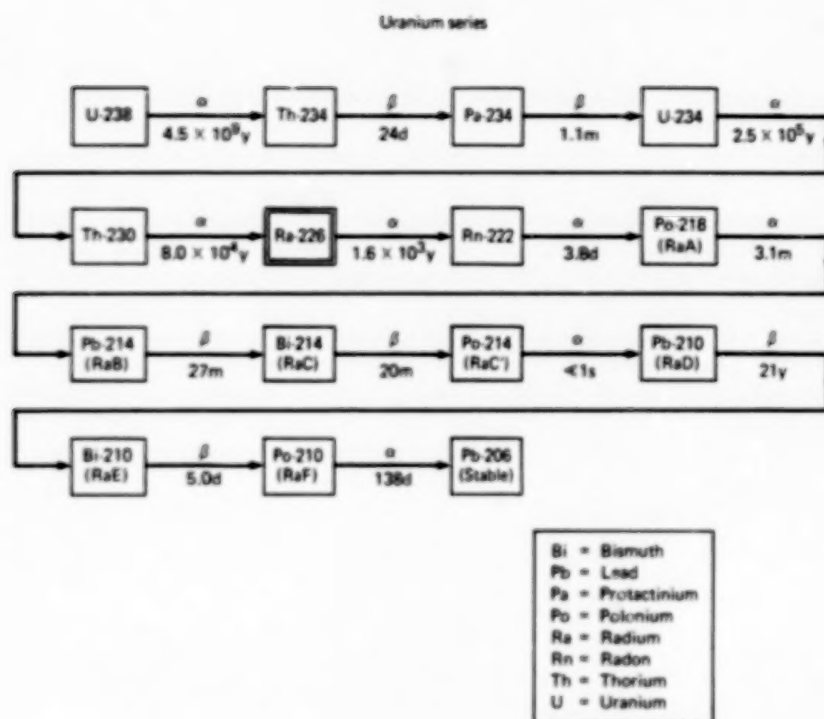 Uranium series
U-238 α 4.5 × 10⁹y Th-234 β 24d Pa-234 β 1.1m U-234 α 2.5 × 10⁵y
Th-230 α 8.0 × 10⁴y Ra-226 α 1.6 × 10³y Rn-222 α 3.8d Po-218 (RaA) α 3.1m
Pb-214 (RaB) β 27m Bi-214 (RaC) β 20m Po-214 (RaC') α ≪1s Pb-210 (RaD) β 21y
Bi-210 (RaE) β 5.0d Po-210 (RaF) α 138d Pb-206 (Stable)
Bi = Bismuth
Pb = Lead
Pa = Protactinium
Po = Polonium
Ra = Radium
Rn = Radon
Th = Thorium
U = Uranium